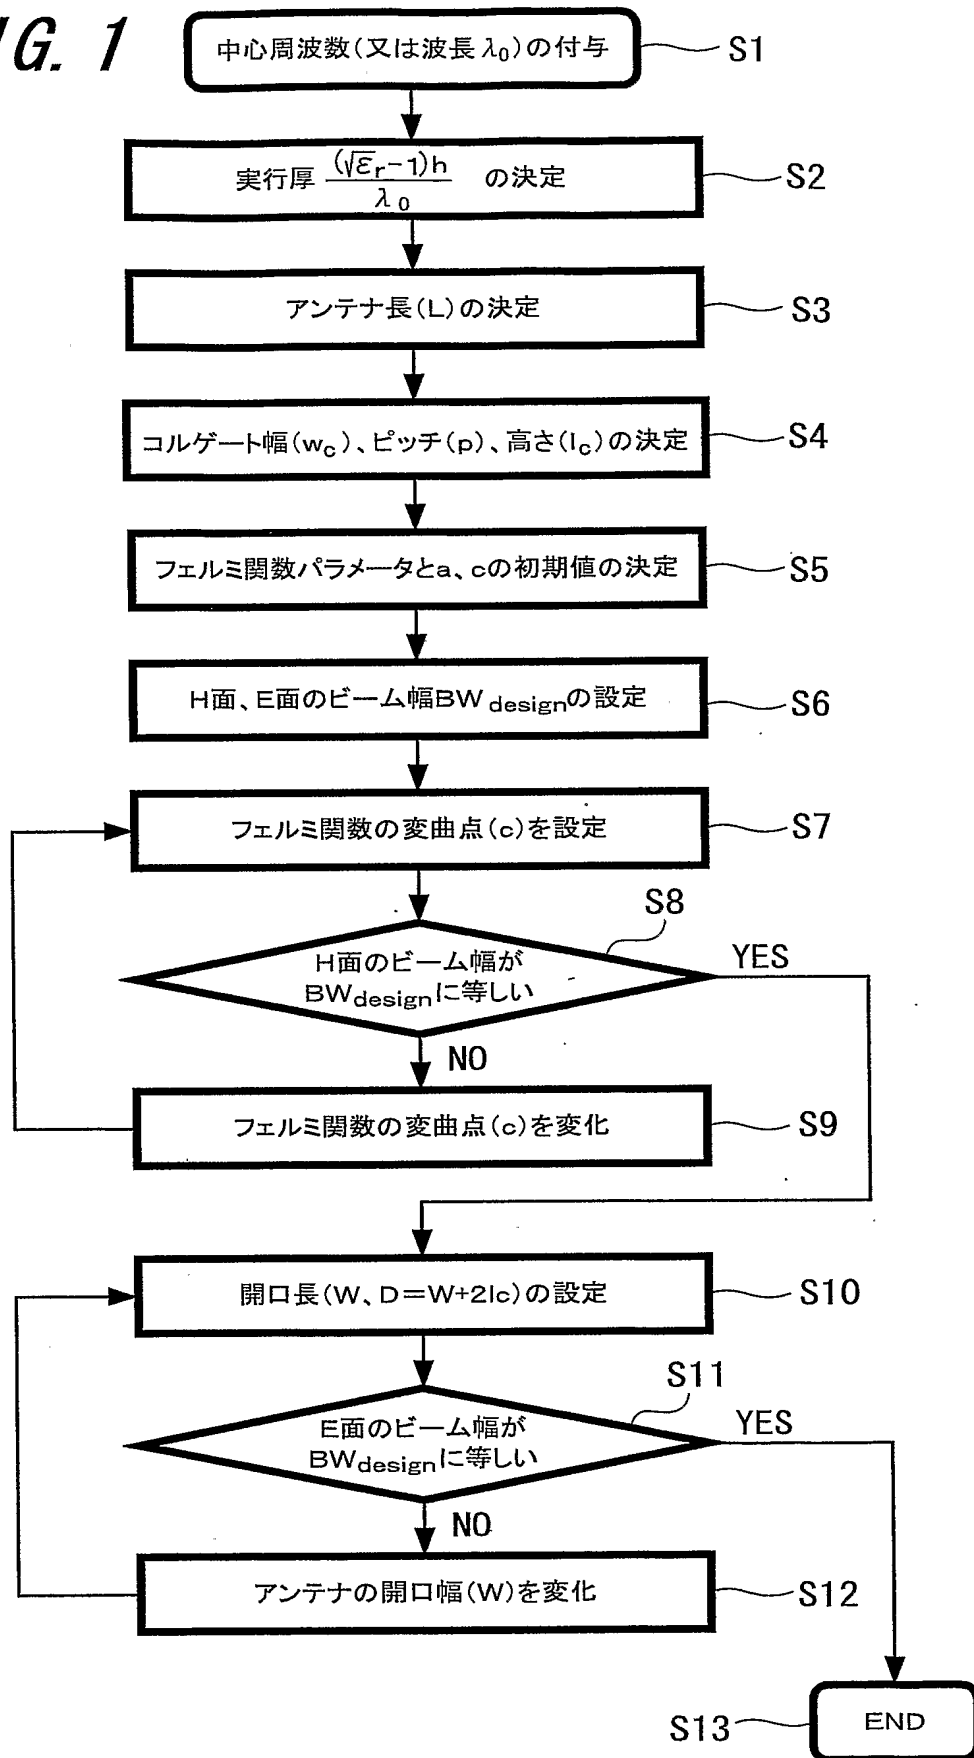 FIG. 1
中心周波数(又は波長λ₀)の付与
S1
実行厚 (√εr-1)h / λ₀ の決定
S2
アンテナ長(L)の決定
S3
コルゲート幅(wc)、ピッチ(p)、高さ(lc)の決定
S4
フェルミ関数パラメータとa、cの初期値の決定
S5
H面、E面のビーム幅BW designの設定
S6
フェルミ関数の変曲点(c)を設定
S7
S8
H面のビーム幅が
BWdesignに等しい
YES
NO
フェルミ関数の変曲点(c)を変化
S9
開口長(W、D=W+2lc)の設定
S10
S11
E面のビーム幅が
BWdesignに等しい
YES
NO
アンテナの開口幅(W)を変化
S12
S13
END